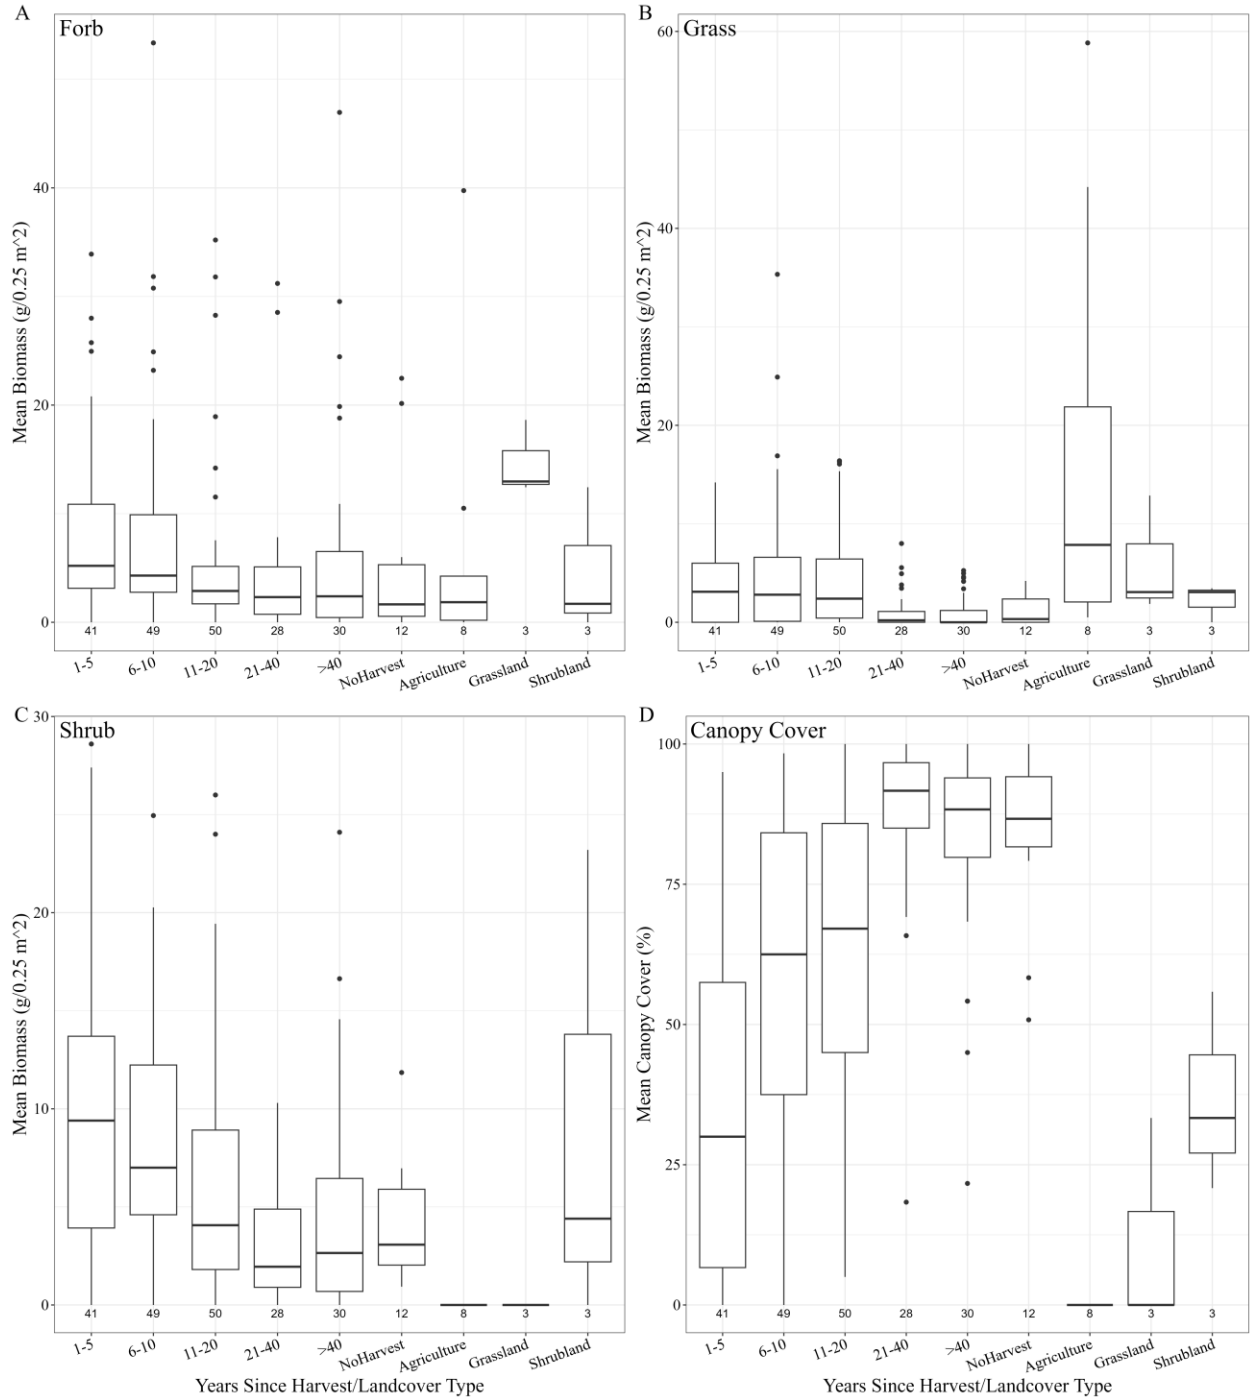 A
Forb
Mean Biomass (g/0.25 m^2)
40
20
0
41 49 50 28 30 12 8 3 3
1-5 6-10 11-20 21-40 >40 NoHarvest Agriculture Grassland Shrubland
B
Grass
Mean Biomass (g/0.25 m^2)
60
40
20
0
41 49 50 28 30 12 8 3 3
1-5 6-10 11-20 21-40 >40 NoHarvest Agriculture Grassland Shrubland
C
Shrub
Mean Biomass (g/0.25 m^2)
30
20
10
0
41 49 50 28 30 12 8 3 3
1-5 6-10 11-20 21-40 >40 NoHarvest Agriculture Grassland Shrubland
Years Since Harvest/Landcover Type
D
Canopy Cover
Mean Canopy Cover (%)
100
75
50
25
0
41 49 50 28 30 12 8 3 3
1-5 6-10 11-20 21-40 >40 NoHarvest Agriculture Grassland Shrubland
Years Since Harvest/Landcover Type